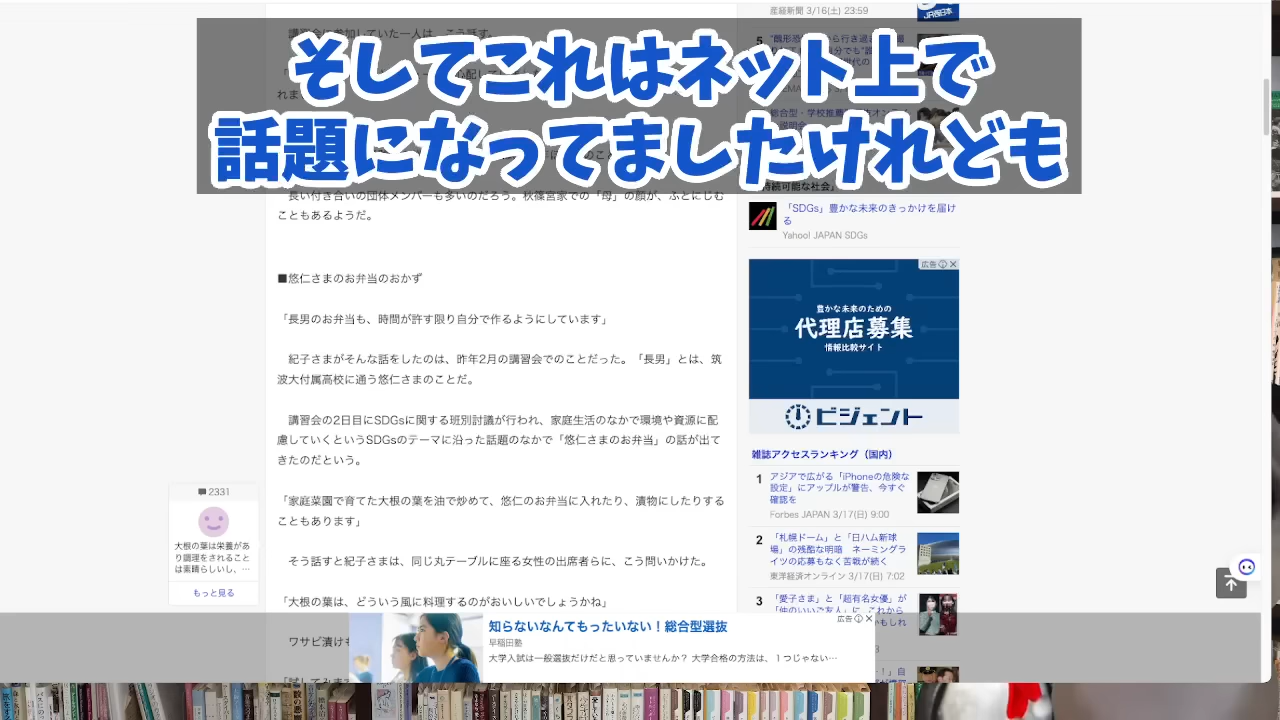 そしてこれはネット上で
話題になってましたけれども
長い付き合いの団体メンバーも多いのだろう。秋篠宮家での「母」の顔が、ふとにじむ
こともあるようだ。
■悠仁さまのお弁当のおかず
「長男のお弁当も、時間が許す限り自分で作るようにしています」
紀子さまがそんな話をしたのは、昨年2月の講習会でのことだった。「長男」とは、筑
波大付属高校に通う悠仁さまのことだ。
講習会の2日目にSDGsに関する班別討議が行われ、家庭生活のなかで環境や資源に配
慮していくというSDGsのテーマに沿った話題のなかで「悠仁さまのお弁当」の話が出て
きたのだという。
「家庭菜園で育てた大根の葉を油で炒めて、悠仁のお弁当に入れたり、漬物にしたりする
こともあります」
そう話すと紀子さまは、同じ丸テーブルに座る女性の出席者らに、こう問いかけた。
「大根の葉は、どういう風に料理するのがおいしいでしょうかね」
ワサビ漬け
2331
大根の葉は栄養があ
り調理をされること
は素晴らしいし、…
もっと見る
産経新聞 3/16(土) 23:59
JR西日本
5
持続可能な社会」
「SDGs」豊かな未来のきっかけを届け
る
Yahoo! JAPAN SDGs
広告
豊かな未来のための
代理店募集
情報比較サイト
ビジェント
雑誌アクセスランキング（国内）
1
アジアで広がる「iPhoneの危険な
設定」にアップルが警告、今すぐ
確認を
Forbes JAPAN 3/17(日) 9:00
2
「札幌ドーム」と「日ハム新球
場」の残酷な明暗 ネーミングラ
イツの応募もなく苦戦が続く
東洋経済オンライン 3/17(日) 7:02
3
「愛子さま」と「超有名女優」が
「仲のいいご友人」に これから
知らないなんてもったいない！総合型選抜
早稲田塾
大学入試は一般選抜だけだと思っていませんか？ 大学合格の方法は、１つじゃない…
広告